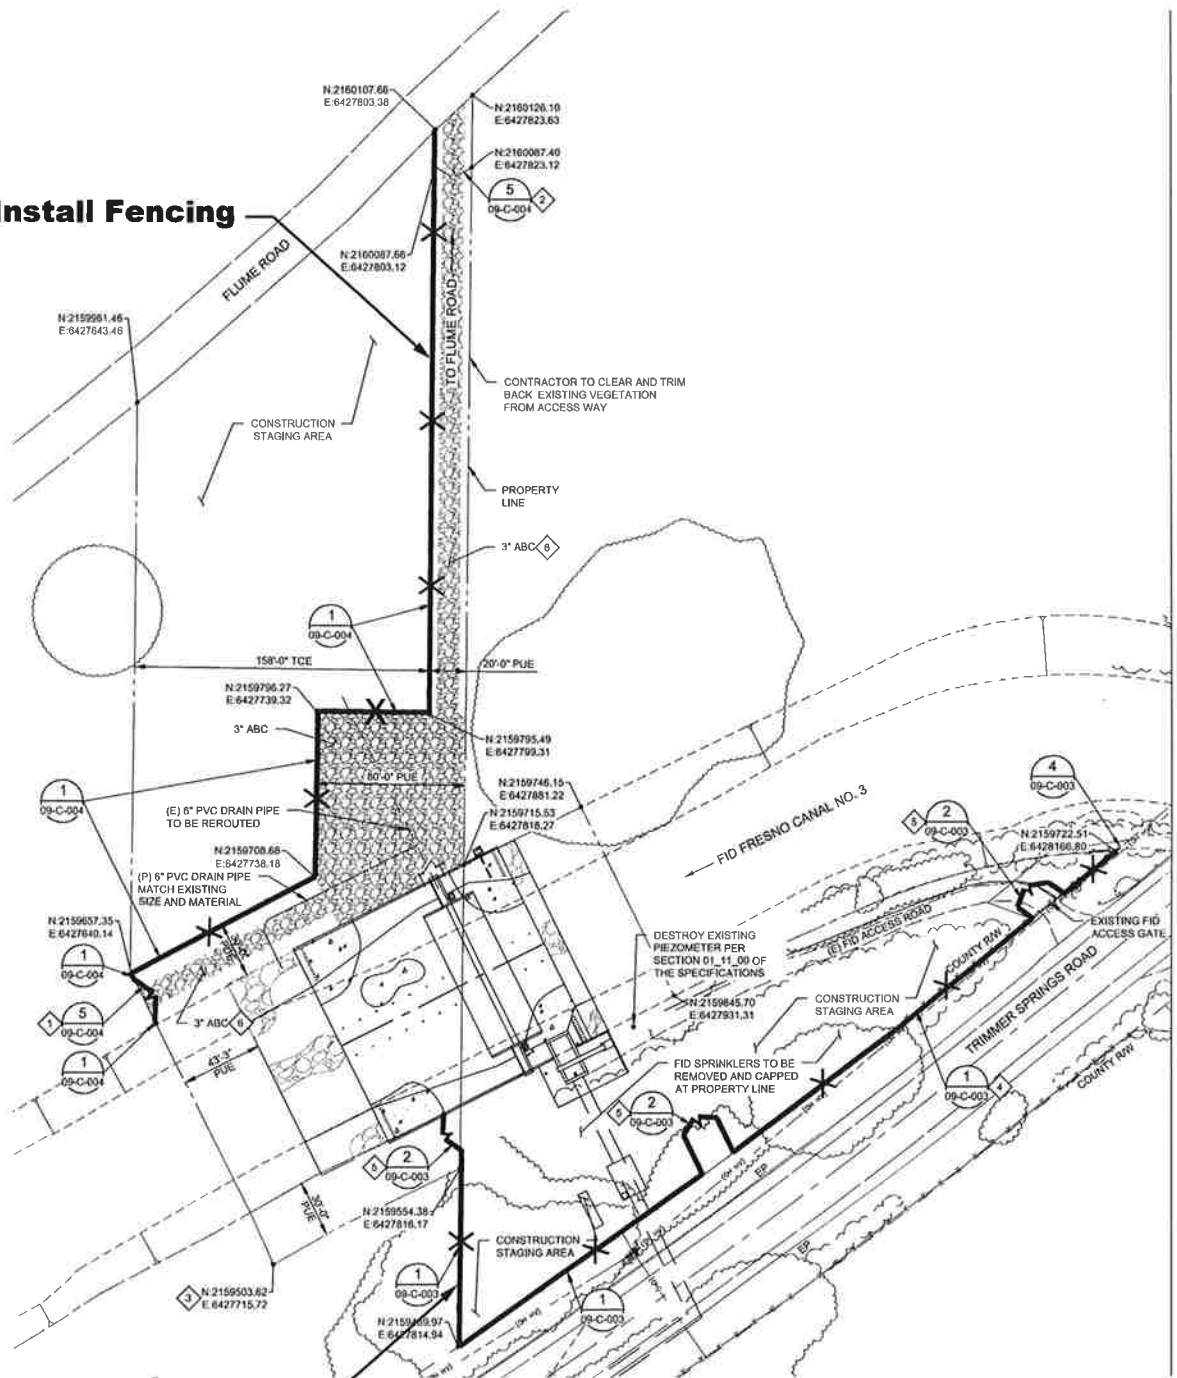 N:2160107.66
E:6427803.38
N:2160126.10
E:6427823.63
N:2160087.40
E:6427823.12
5
09-C-004
2
Install Fencing
FLUME ROAD
N:2160087.66
E:6427803.12
TO FLUME ROAD
N:2159981.46
E:6427643.46
CONTRACTOR TO CLEAR AND TRIM
BACK EXISTING VEGETATION
FROM ACCESS WAY
CONSTRUCTION
STAGING AREA
PROPERTY
LINE
3" ABC
6
1
09-C-004
158'-0" TCE
20'-0" PUE
N:2159796.27
E:6427739.32
3" ABC
N:2159795.49
E:6427799.31
80'-0" PUE
N:2159746.15
E:6427881.22
1
09-C-004
(E) 6" PVC DRAIN PIPE
TO BE REROUTED
N:2159715.53
E:6427818.27
FID FRESNO CANAL NO. 3
4
09-C-003
5
2
09-C-003
N:2159722.51
E:6428166.80
N:2159708.68
E:6427738.18
(P) 6" PVC DRAIN PIPE
MATCH EXISTING
SIZE AND MATERIAL
N:2159657.35
E:6427640.14
PUE
DESTROY EXISTING
PIEZOMETER PER
SECTION 01_11_00 OF
THE SPECIFICATIONS
(E) FID ACCESS ROAD
EXISTING FID
ACCESS GATE
COUNTY R/W
1
09-C-004
N:2159845.70
E:6427931.31
CONSTRUCTION
STAGING AREA
TRIMMER SPRINGS ROAD
1
5
09-C-004
3" ABC
6
43'-3"
PUE
1
09-C-004
FID SPRINKLERS TO BE
REMOVED AND CAPPED
AT PROPERTY LINE
COUNTY R/W
1
09-C-003
4
5
2
09-C-003
5
2
09-C-003
EP
30'-0"
PUE
N:2159554.38
E:6427816.17
CONSTRUCTION
STAGING AREA
EP
1
09-C-003
3
N:2159503.62
E:6427715.72
1
09-C-003
E:6427814.94